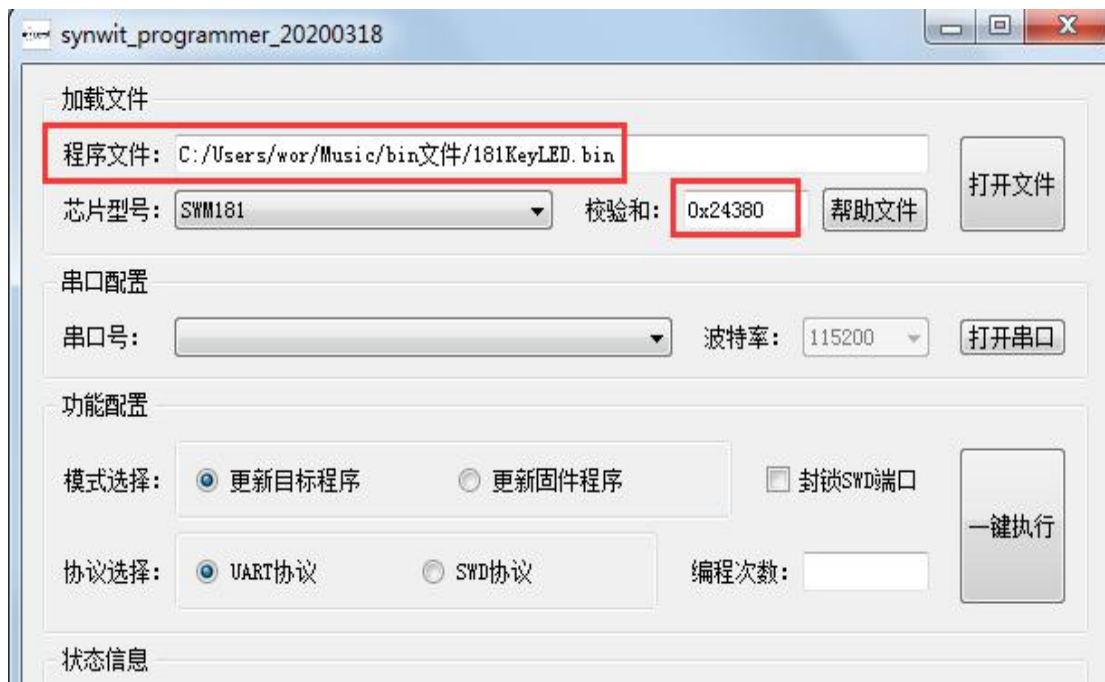 synwit_programmer_20200318
加载文件
程序文件: C:/Users/wor/Music/bin文件/181KeyLED.bin
打开文件
芯片型号: SWM181 校验和: 0x24380 帮助文件
串口配置
串口号: 波特率: 115200 打开串口
功能配置
模式选择: 更新目标程序 更新固件程序 封锁SWD端口
一键执行
协议选择: UART协议 SWD协议 编程次数:
状态信息